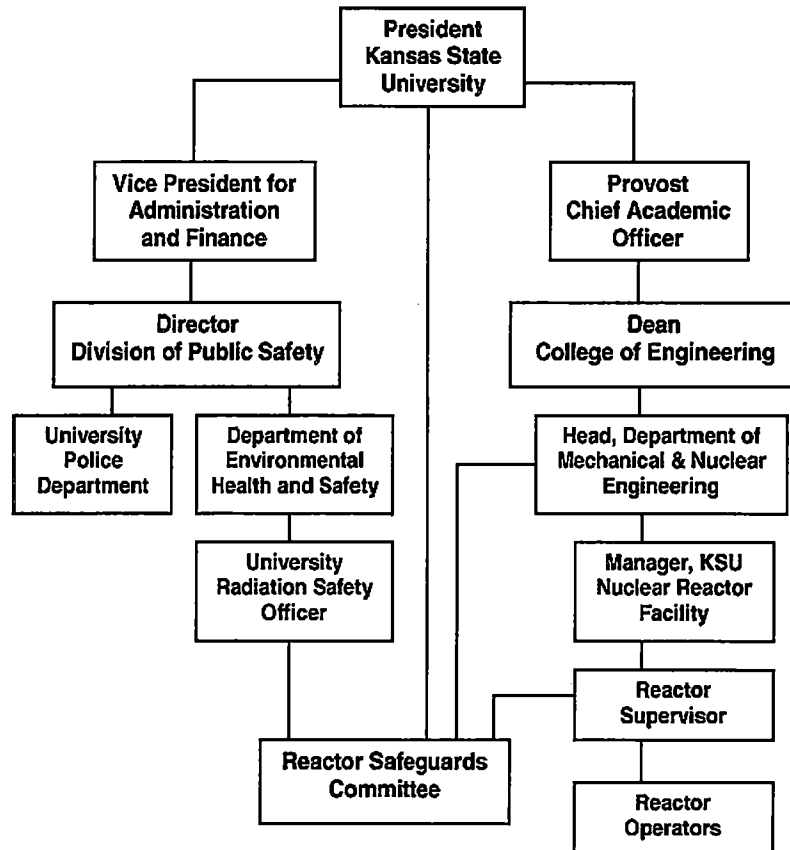 President
Kansas State
University
Vice President for
Administration
and Finance
Provost
Chief Academic
Officer
Director
Division of Public Safety
Dean
College of Engineering
University
Police
Department
Department of
Environmental
Health and Safety
Head, Department of
Mechanical & Nuclear
Engineering
University
Radiation Safety
Officer
Manager, KSU
Nuclear Reactor
Facility
Reactor
Supervisor
Reactor Safeguards
Committee
Reactor
Operators